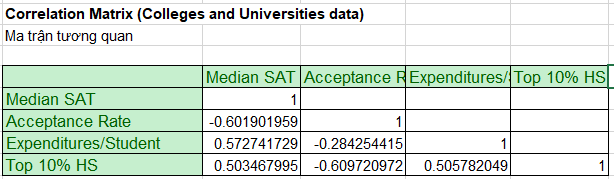 Correlation Matrix (Colleges and Universities data)
Ma trận tương quan
Median SAT Acceptance R Expenditures/ Top 10% HS
Median SAT 1
Acceptance Rate -0.601901959 1
Expenditures/Student 0.572741729 -0.284254415 1
Top 10% HS 0.503467995 -0.609720972 0.505782049 1